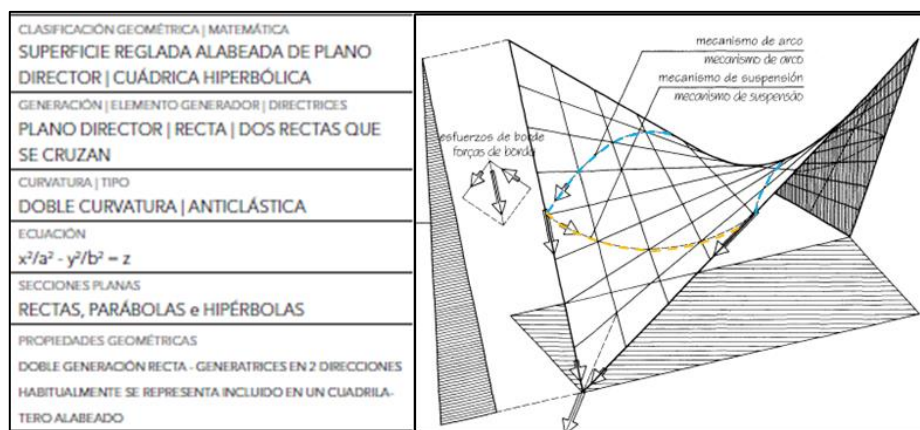 CLASIFICACIÓN GEOMÉTRICA | MATEMÁTICA
SUPERFICIE REGLADA ALABEADA DE PLANO
DIRECTOR | CUÁDRICA HIPERBÓLICA
GENERACIÓN | ELEMENTO GENERADOR | DIRECTRICES
PLANO DIRECTOR | RECTA | DOS RECTAS QUE
SE CRUZAN
CURVATURA | TIPO
DOBLE CURVATURA | ANTICLÁSTICA
ECUACIÓN
x²/a² - y²/b² = z
SECCIONES PLANAS
RECTAS, PARÁBOLAS e HIPÉRBOLAS
PROPIEDADES GEOMÉTRICAS
DOBLE GENERACIÓN RECTA - GENERATRICES EN 2 DIRECCIONES
HABITUALMENTE SE REPRESENTA INCLUIDO EN UN CUADRILA-
TERO ALABEADO
mecanismo de arco
mecanismo de arco
mecanismo de suspensión
mecanismo de suspensão
esfuerzos de borde
forças de borda